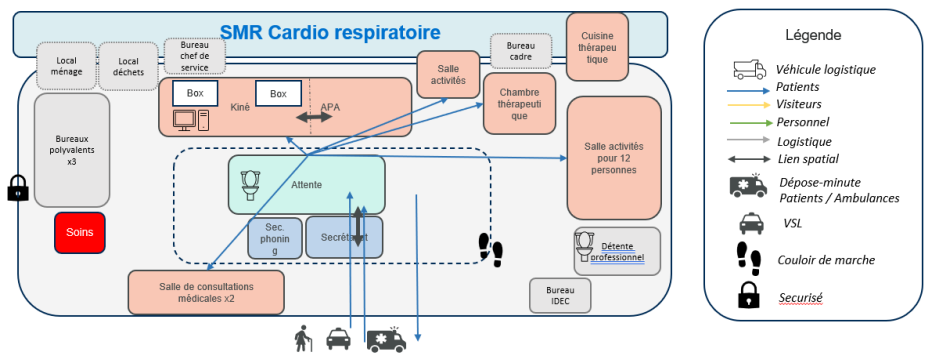 SMR Cardio respiratoire
Local
ménage
Local
déchets
Bureau
chef de
service
Salle
activités
Bureau
cadre
Cuisine
thérapeu
tique
Box
Kiné
Box
APA
Chambre
thérapeuti
que
Bureaux
polyvalents
x3
Salle activités
pour 12
personnes
Attente
Soins
Sec.
phonin
g
Secrétariat
Détente
professionnel
Salle de consultations
médicales x2
Bureau
IDEC
Légende
Véhicule logistique
Patients
Visiteurs
Personnel
Logistique
Lien spatial
Dépose-minute
Patients / Ambulances
VSL
Couloir de marche
Securisé